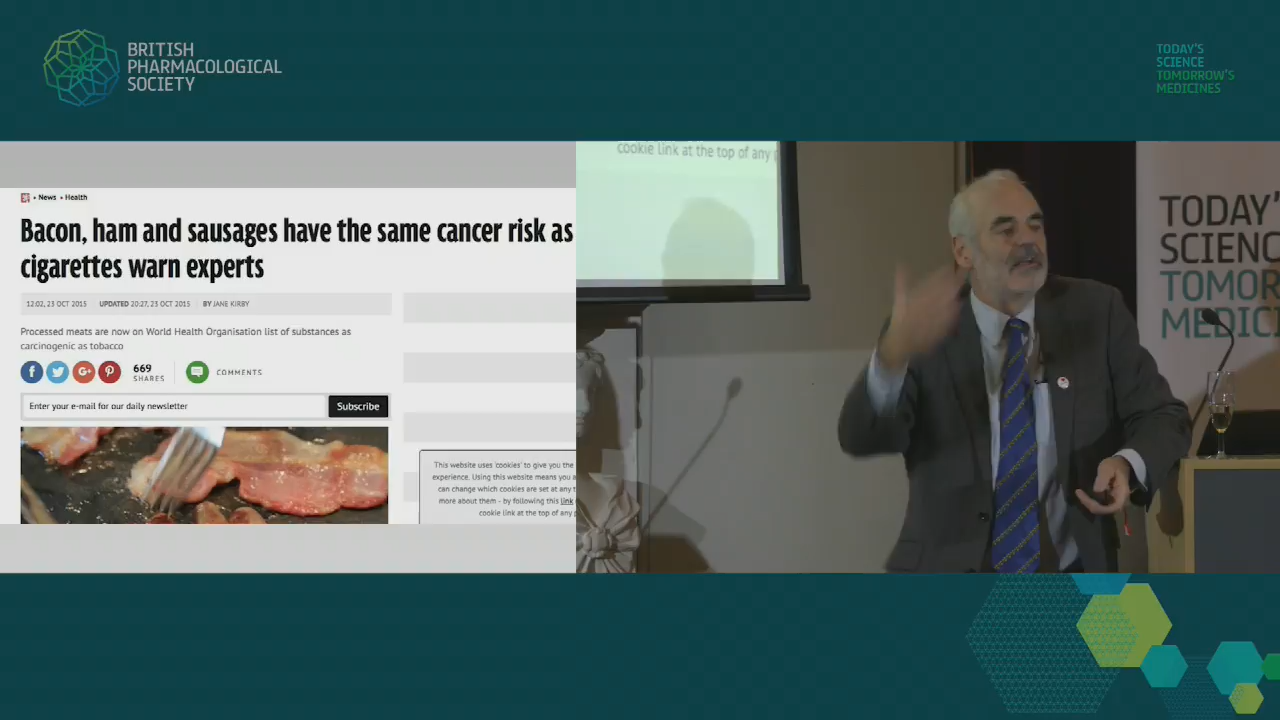 BRITISH
PHARMACOLOGICAL
SOCIETY
TODAY'S
SCIENCE
TOMORROW'S
MEDICINES
• News • Health
Bacon, ham and sausages have the same cancer risk as
cigarettes warn experts
12:02, 23 OCT 2015 UPDATED 20:27, 23 OCT 2015 BY JANE KIRBY
Processed meats are now on World Health Organisation list of substances as
carcinogenic as tobacco
669
SHARES
COMMENTS
Enter your e-mail for our daily newsletter
Subscribe
This website uses 'cookies' to give you the
experience. Using this website means you a
can change which cookies are set at any t
more about them - by following this link
cookie link at the top of any p
cookie link at the top of any p
TODAY'
SCIENC
TOMOR
MEDICI